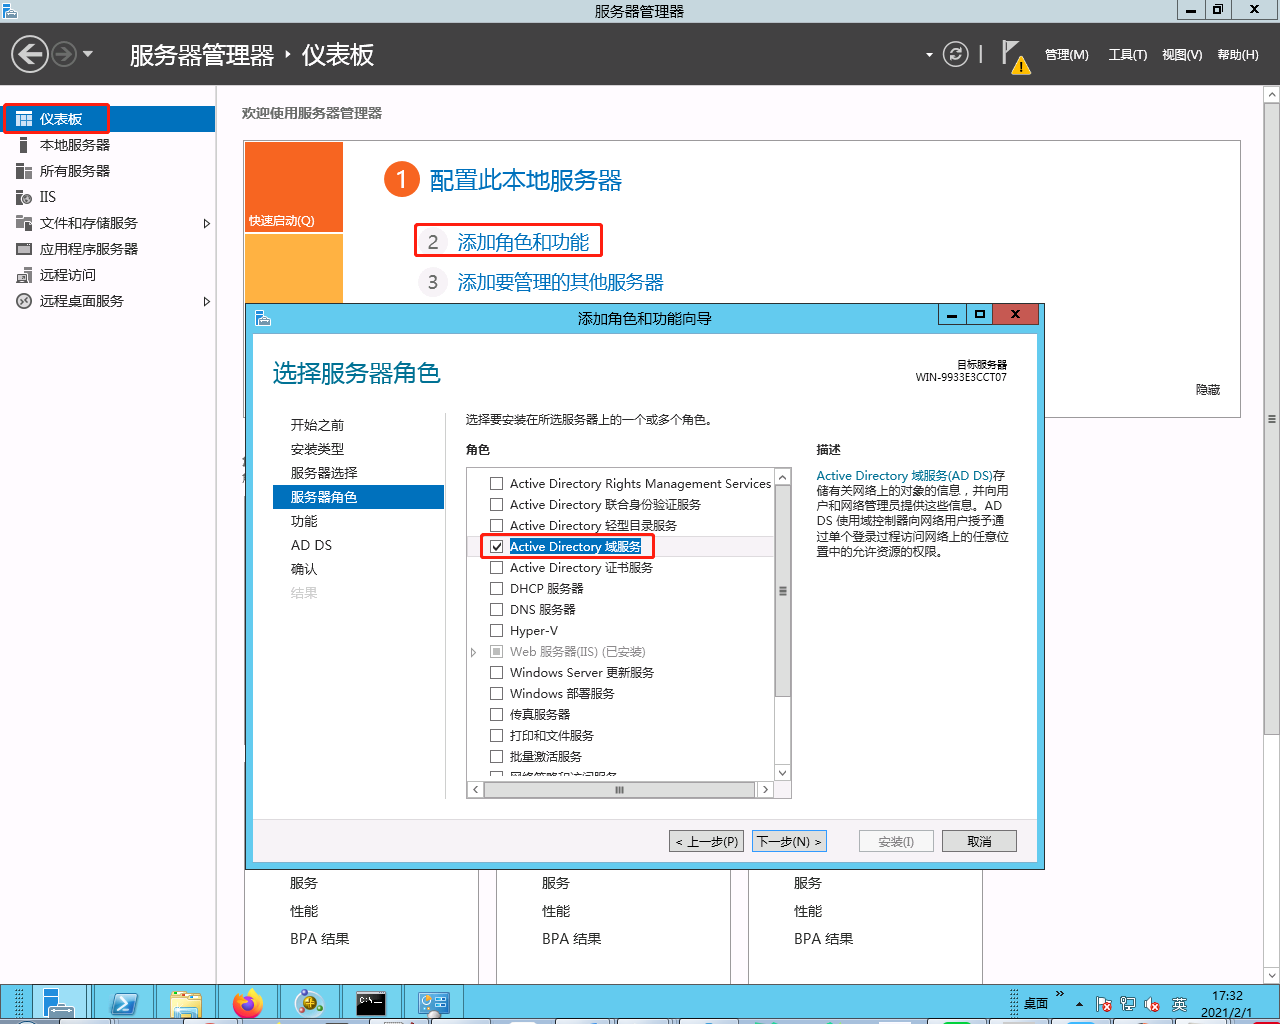 服务器管理器
服务器管理器 · 仪表板
管理(M) 工具(T) 视图(V) 帮助(H)
仪表板
本地服务器
所有服务器
IIS
文件和存储服务
应用程序服务器
远程访问
远程桌面服务
欢迎使用服务器管理器
快速启动(Q)
1 配置此本地服务器
2 添加角色和功能
3 添加要管理的其他服务器
隐藏
添加角色和功能向导
选择服务器角色
目标服务器
WIN-9933E3CCT07
开始之前
安装类型
服务器选择
服务器角色
功能
AD DS
确认
结果
选择要安装在所选服务器上的一个或多个角色。
角色
Active Directory Rights Management Services
Active Directory 联合身份验证服务
Active Directory 轻型目录服务
Active Directory 域服务
Active Directory 证书服务
DHCP 服务器
DNS 服务器
Hyper-V
Web 服务器(IIS) (已安装)
Windows Server 更新服务
Windows 部署服务
传真服务器
打印和文件服务
批量激活服务
网络策略和访问服务
描述
Active Directory 域服务(AD DS)存
储有关网络上的对象的信息，并向用
户和网络管理员提供这些信息。AD
DS 使用域控制器向网络用户授予通
过单个登录过程访问网络上的任意位
置中的允许资源的权限。
< 上一步(P) 下一步(N) > 安装(I) 取消
服务 服务 服务
性能 性能 性能
BPA 结果 BPA 结果 BPA 结果
桌面 » 英 17:32
2021/2/1